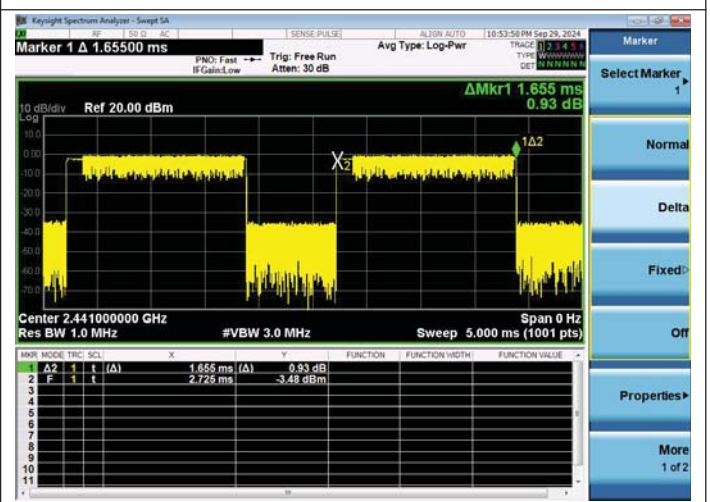 Keysight Spectrum Analyzer - Swept SA
RF 50 Ω AC SENSE:PULSE ALIGN AUTO 10:53:50 PM Sep 29, 2024
Marker 1 Δ 1.65500 ms
PNO: Fast
IFGain:Low
Trig: Free Run
Atten: 30 dB
Avg Type: Log-Pwr
TRACE 1 2 3 4 5 6
TYPE W
DET N N N N N N
ΔMkr1 1.655 ms
0.93 dB
10 dB/div Ref 20.00 dBm
Log
10.0
0.00
-10.0
-20.0
-30.0
-50.0
-60.0
-70.0
X2
1Δ2
Center 2.441000000 GHz Span 0 Hz
Res BW 1.0 MHz #VBW 3.0 MHz Sweep 5.000 ms (1001 pts)
MKR MODE TRC SCL X Y FUNCTION FUNCTION WIDTH FUNCTION VALUE
1 Δ2 1 t (Δ) 1.655 ms (Δ) 0.93 dB
2 F 1 t 2.725 ms -3.48 dBm
3
4
5
6
7
8
9
10
11
Marker
Select Marker
1
Normal
Delta
Fixed
Off
Properties
More
1 of 2